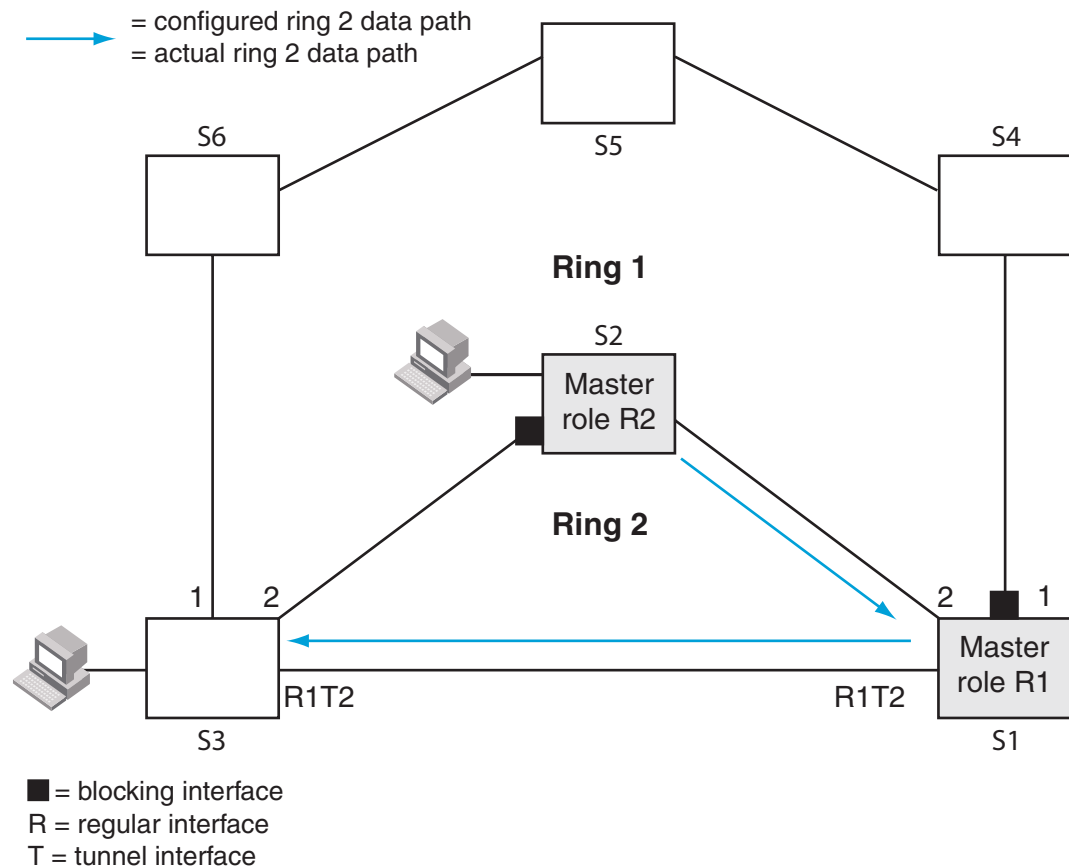 = configured ring 2 data path
= actual ring 2 data path
S6
S5
S4
Ring 1
S2
Master
role R2
Ring 2
1
2
2
1
Master
role R1
R1T2
R1T2
S3
S1
= blocking interface
R = regular interface
T = tunnel interface